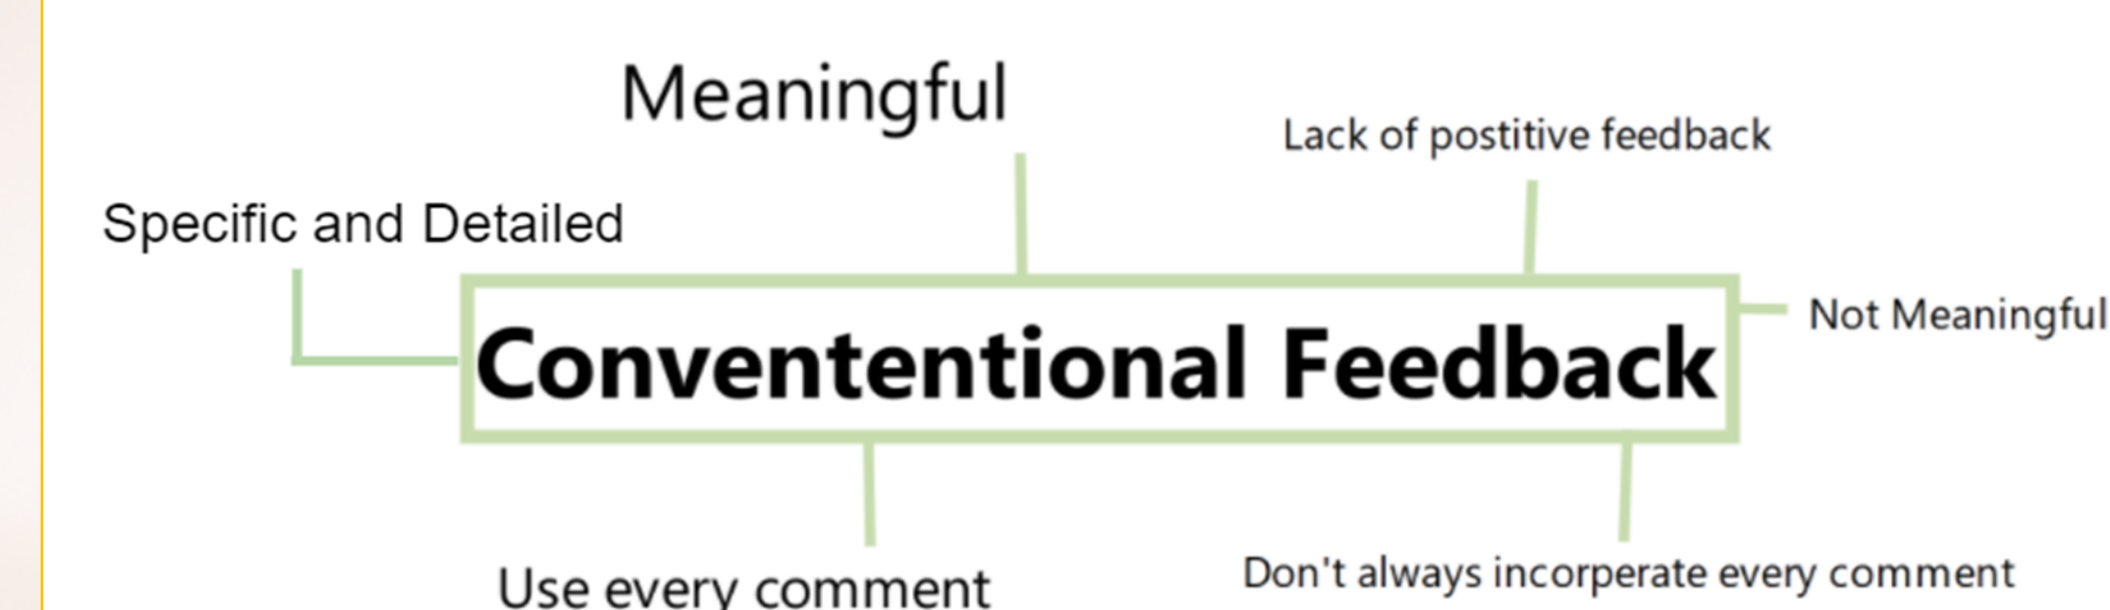 Meaningful
Lack of postitive feedback
Specific and Detailed
Not Meaningful
Convententional Feedback
Use every comment
Don't always incorperate every comment